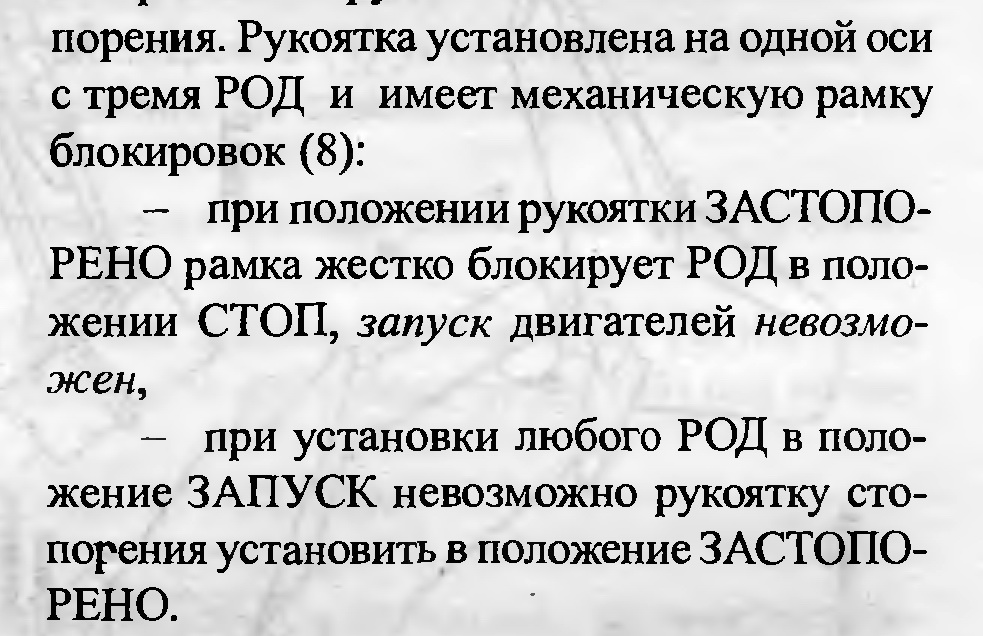 порения. Рукоятка установлена на одной оси
с тремя РОД и имеет механическую рамку
блокировок (8):
– при положении рукоятки ЗАСТОПО-
РЕНО рамка жестко блокирует РОД в поло-
жении СТОП, запуск двигателей невозмо-
жен,
– при установки любого РОД в поло-
жение ЗАПУСК невозможно рукоятку сто-
порения установить в положение ЗАСТОПО-
РЕНО.